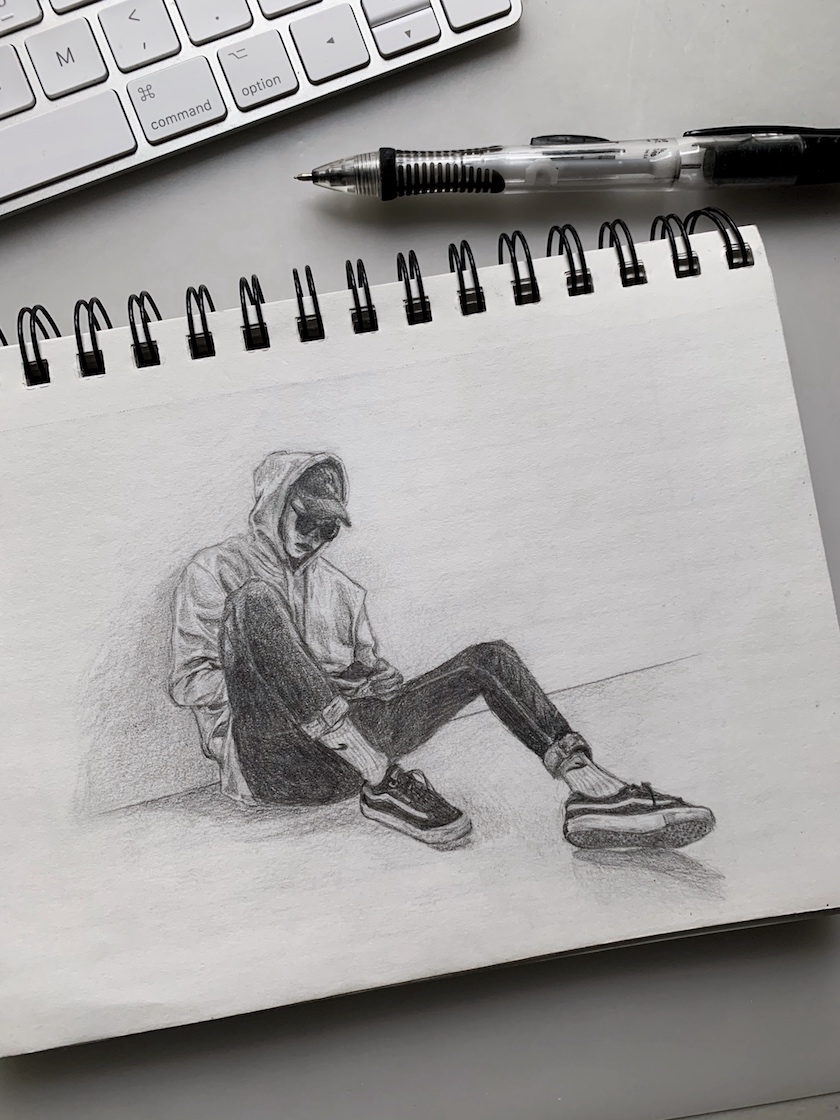 M
<
,
.
⌘
command
⌥
option
◄
▼